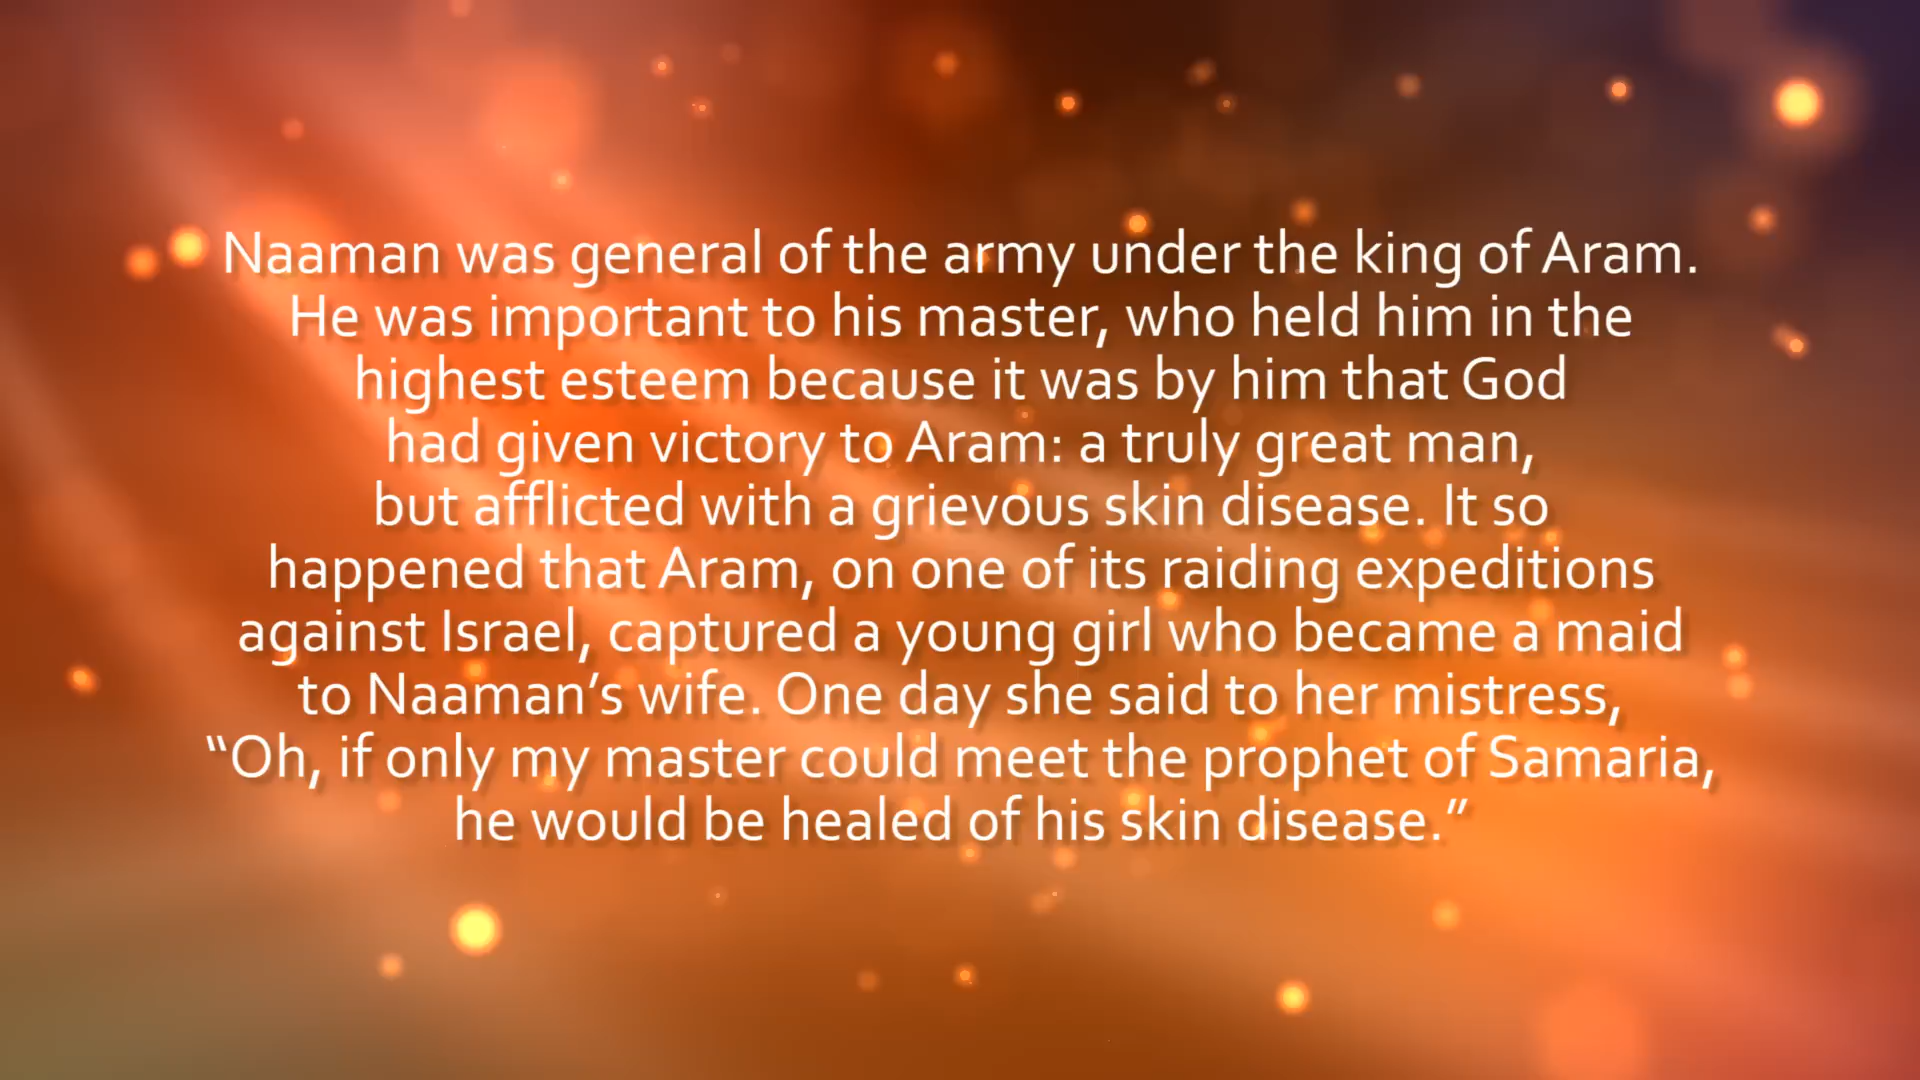 Naaman was general of the army under the king of Aram.
He was important to his master, who held him in the
highest esteem because it was by him that God
had given victory to Aram: a truly great man,
but afflicted with a grievous skin disease. It so
happened that Aram, on one of its raiding expeditions
against Israel, captured a young girl who became a maid
to Naaman’s wife. One day she said to her mistress,
“Oh, if only my master could meet the prophet of Samaria,
he would be healed of his skin disease.”